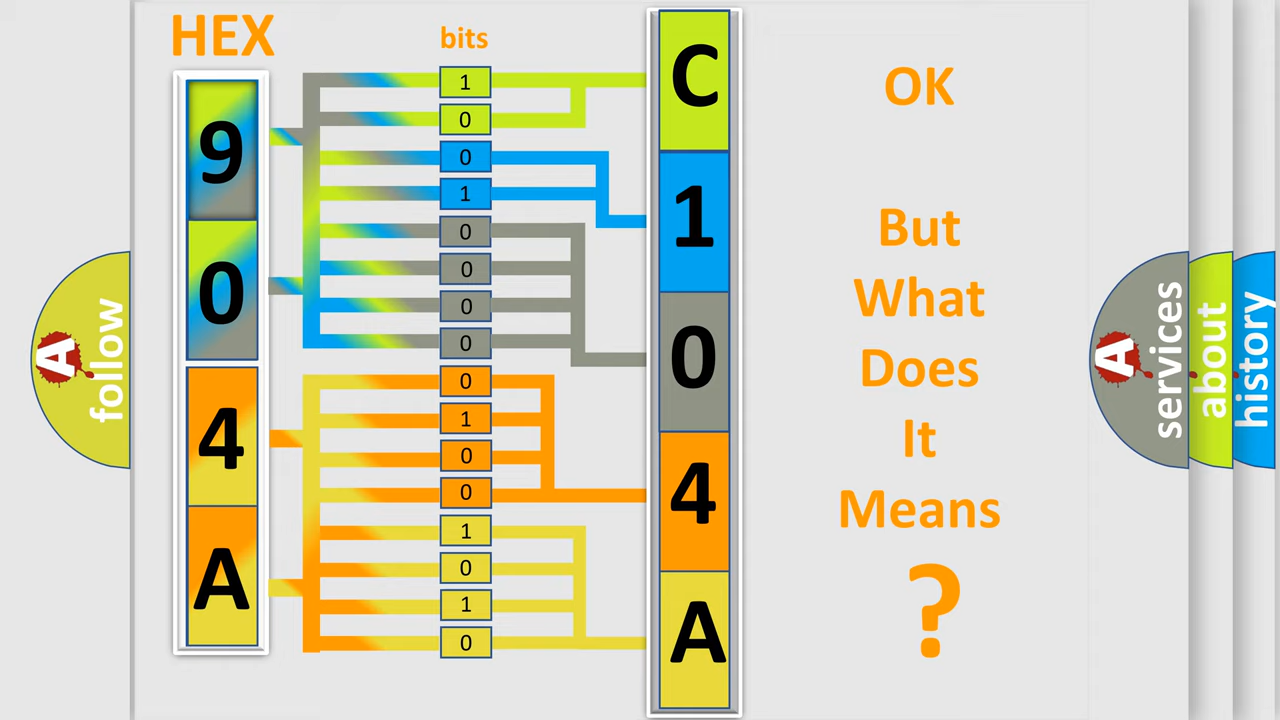 HEX
bits
9
0
4
A
1
0
0
1
0
0
0
0
0
1
0
0
1
0
1
0
C
1
0
4
A
OK
But
What
Does
It
Means
?
A
follow
A
services
about
history